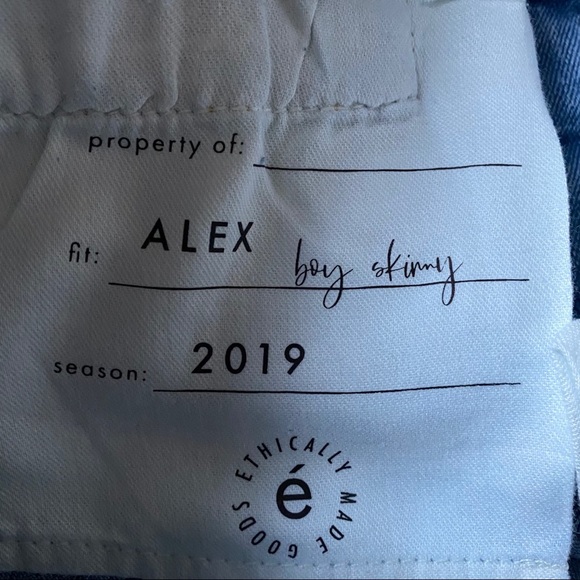 property of:
fit: ALEX boy skinny
season: 2019
ETHICALLY MADE GOODS
é